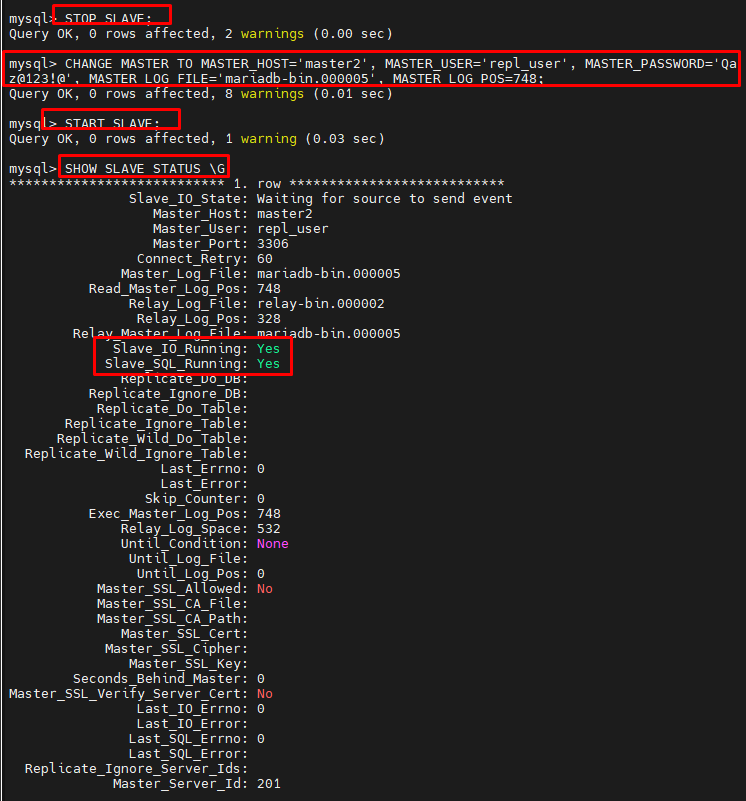 mysql> STOP SLAVE;
Query OK, 0 rows affected, 2 warnings (0.00 sec)
mysql> CHANGE MASTER TO MASTER_HOST='master2', MASTER_USER='repl_user', MASTER_PASSWORD='Qa
z@123!@', MASTER_LOG_FILE='mariadb-bin.000005', MASTER_LOG_POS=748;
Query OK, 0 rows affected, 8 warnings (0.01 sec)
mysql> START SLAVE;
Query OK, 0 rows affected, 1 warning (0.03 sec)
mysql> SHOW SLAVE STATUS \G
*************************** 1. row ***************************
Slave_IO_State: Waiting for source to send event
Master_Host: master2
Master_User: repl_user
Master_Port: 3306
Connect_Retry: 60
Master_Log_File: mariadb-bin.000005
Read_Master_Log_Pos: 748
Relay_Log_File: relay-bin.000002
Relay_Log_Pos: 328
Relay_Master_Log_File: mariadb-bin.000005
Slave_IO_Running: Yes
Slave_SQL_Running: Yes
Replicate_Do_DB:
Replicate_Ignore_DB:
Replicate_Do_Table:
Replicate_Ignore_Table:
Replicate_Wild_Do_Table:
Replicate_Wild_Ignore_Table:
Last_Errno: 0
Last_Error:
Skip_Counter: 0
Exec_Master_Log_Pos: 748
Relay_Log_Space: 532
Until_Condition: None
Until_Log_File:
Until_Log_Pos: 0
Master_SSL_Allowed: No
Master_SSL_CA_File:
Master_SSL_CA_Path:
Master_SSL_Cert:
Master_SSL_Cipher:
Master_SSL_Key:
Seconds_Behind_Master: 0
Master_SSL_Verify_Server_Cert: No
Last_IO_Errno: 0
Last_IO_Error:
Last_SQL_Errno: 0
Last_SQL_Error:
Replicate_Ignore_Server_Ids:
Master_Server_Id: 201